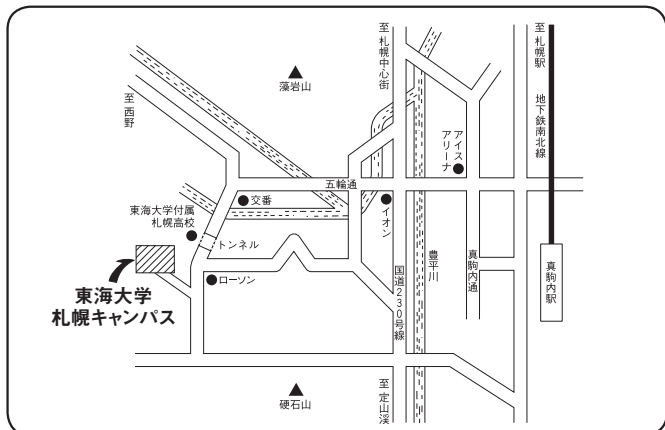 至札幌中心街
至札幌駅
地下鉄南北線
藻岩山
至西野
アイス
アリーナ
五輪通
交番
イオン
東海大学付属
札幌高校
トンネル
ローソン
東海大学
札幌キャンパス
国道230号線
豊平川
真駒内通
真駒内駅
硬石山
至定山渓